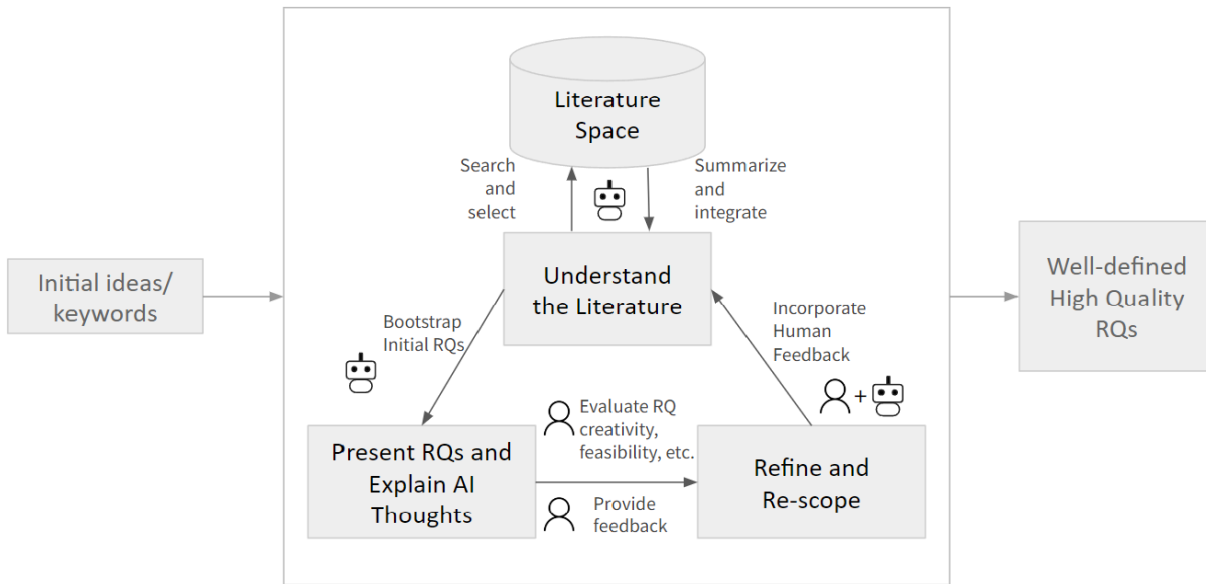 Literature
Space
Search
and
select
Summarize
and
integrate
Initial ideas/
keywords
Understand
the Literature
Well-defined
High Quality
RQs
Bootstrap
Initial RQs
Incorporate
Human
Feedback
+
Evaluate RQ
creativity,
feasibility, etc.
Present RQs and
Explain AI
Thoughts
Provide
feedback
Refine and
Re-scope